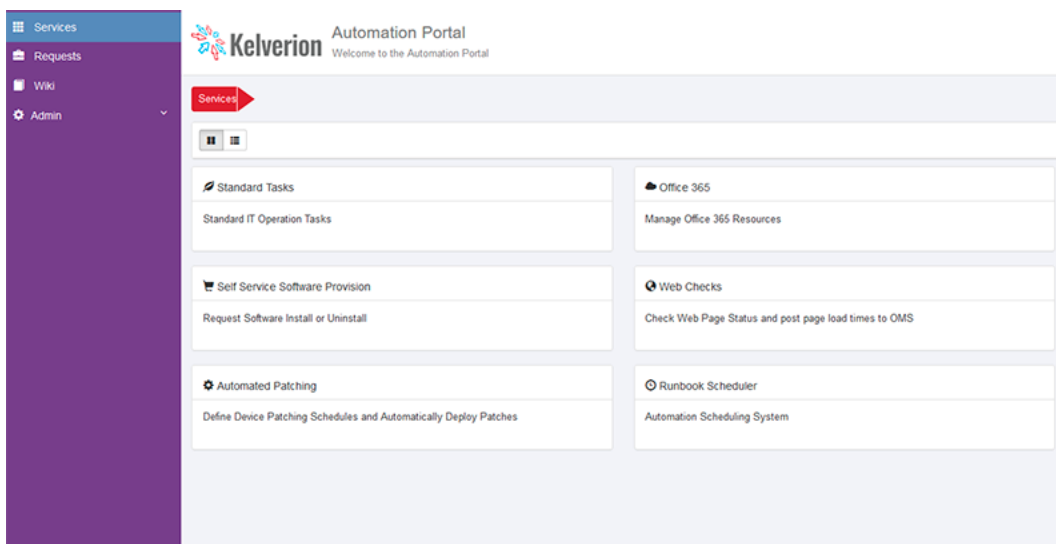 Services
Requests
Wiki
Admin
Kelverion
Automation Portal
Welcome to the Automation Portal
Services
Standard Tasks
Standard IT Operation Tasks
Office 365
Manage Office 365 Resources
Self Service Software Provision
Request Software Install or Uninstall
Web Checks
Check Web Page Status and post page load times to OMS
Automated Patching
Define Device Patching Schedules and Automatically Deploy Patches
Runbook Scheduler
Automation Scheduling System